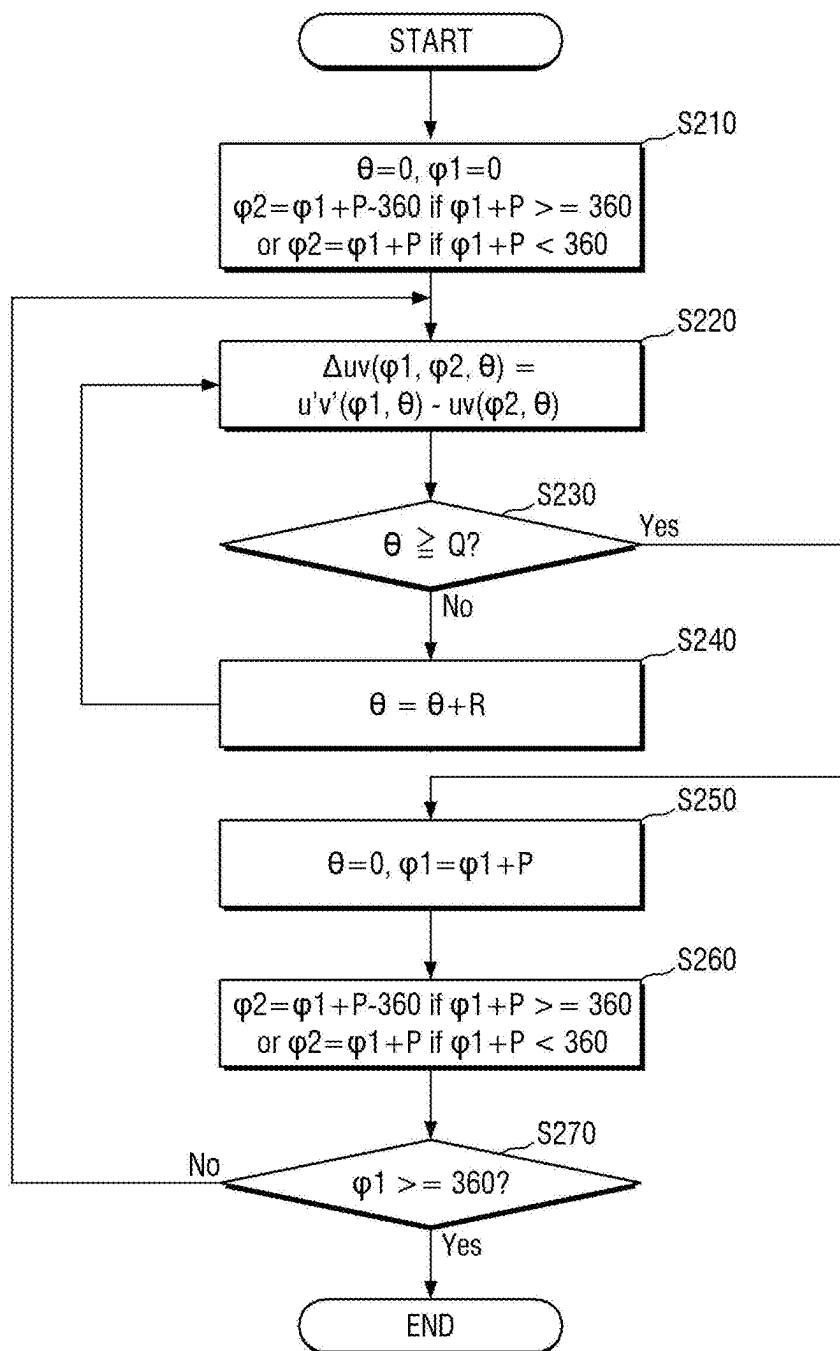 START
S210
θ=0, φ1=0
φ2=φ1+P-360 if φ1+P >= 360
or φ2=φ1+P if φ1+P < 360
S220
Δuv(φ1, φ2, θ) =
u'v'(φ1, θ) - uv(φ2, θ)
S230
θ ≧ Q?
Yes
No
S240
θ = θ+R
S250
θ=0, φ1=φ1+P
S260
φ2=φ1+P-360 if φ1+P >= 360
or φ2=φ1+P if φ1+P < 360
S270
No
φ1 >= 360?
Yes
END